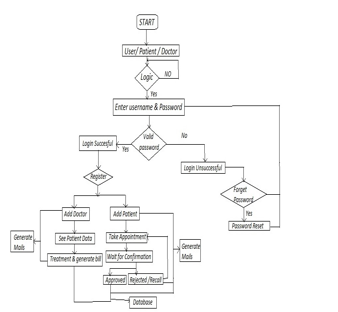 START
User/ Patient / Doctor
Logic
NO
Yes
Enter username & Password
Valid
password
Login Succesful
Yes
No
Login Unsuccessful
Register
Forget
Password
Yes
Password Reset
Add Doctor
Add Patient
Generate
Mails
See Patient Data
Take Appointment
Generate
Mails
Treatment & generate bill
Wait for Confirmation
Approved
Rejected /Recall
Database